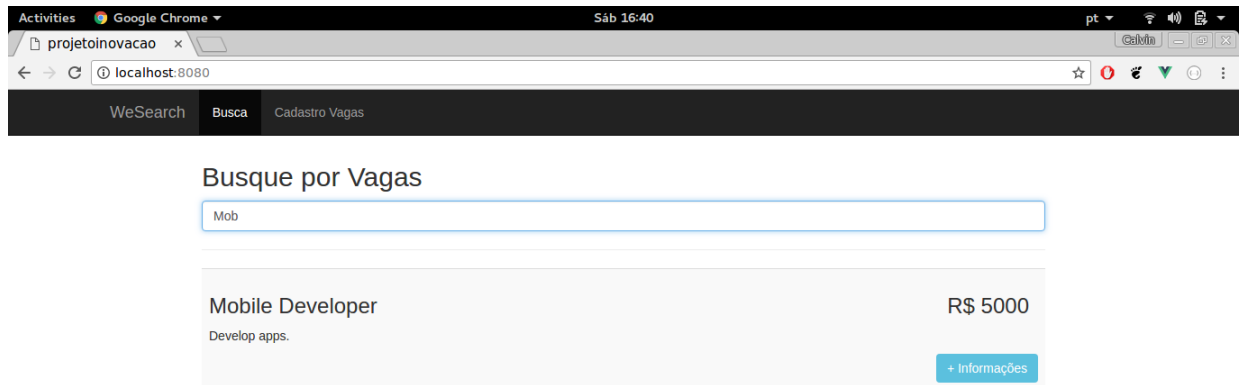 Activities Google Chrome Sáb 16:40 pt
projetoinovacao × Calvin
localhost:8080
WeSearch Busca Cadastro Vagas
Busque por Vagas
Mob
Mobile Developer R$ 5000
Develop apps.
+ Informações